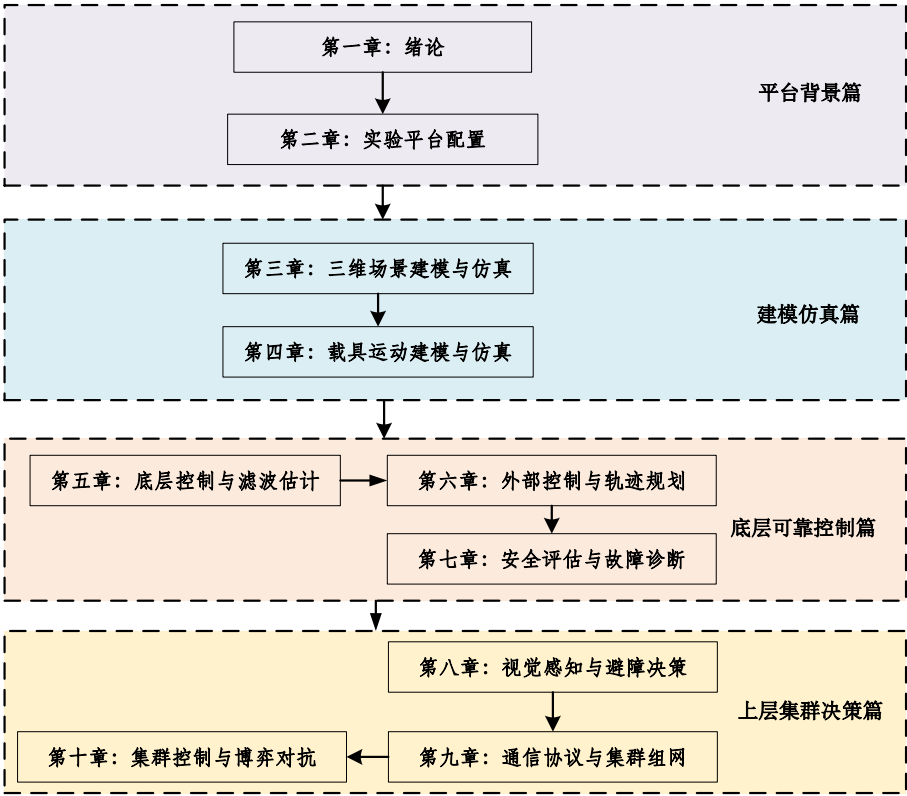 第一章：绪论
平台背景篇
第二章：实验平台配置
第三章：三维场景建模与仿真
建模仿真篇
第四章：载具运动建模与仿真
第五章：底层控制与滤波估计
第六章：外部控制与轨迹规划
底层可靠控制篇
第七章：安全评估与故障诊断
第八章：视觉感知与避障决策
上层集群决策篇
第九章：通信协议与集群组网
第十章：集群控制与博弈对抗